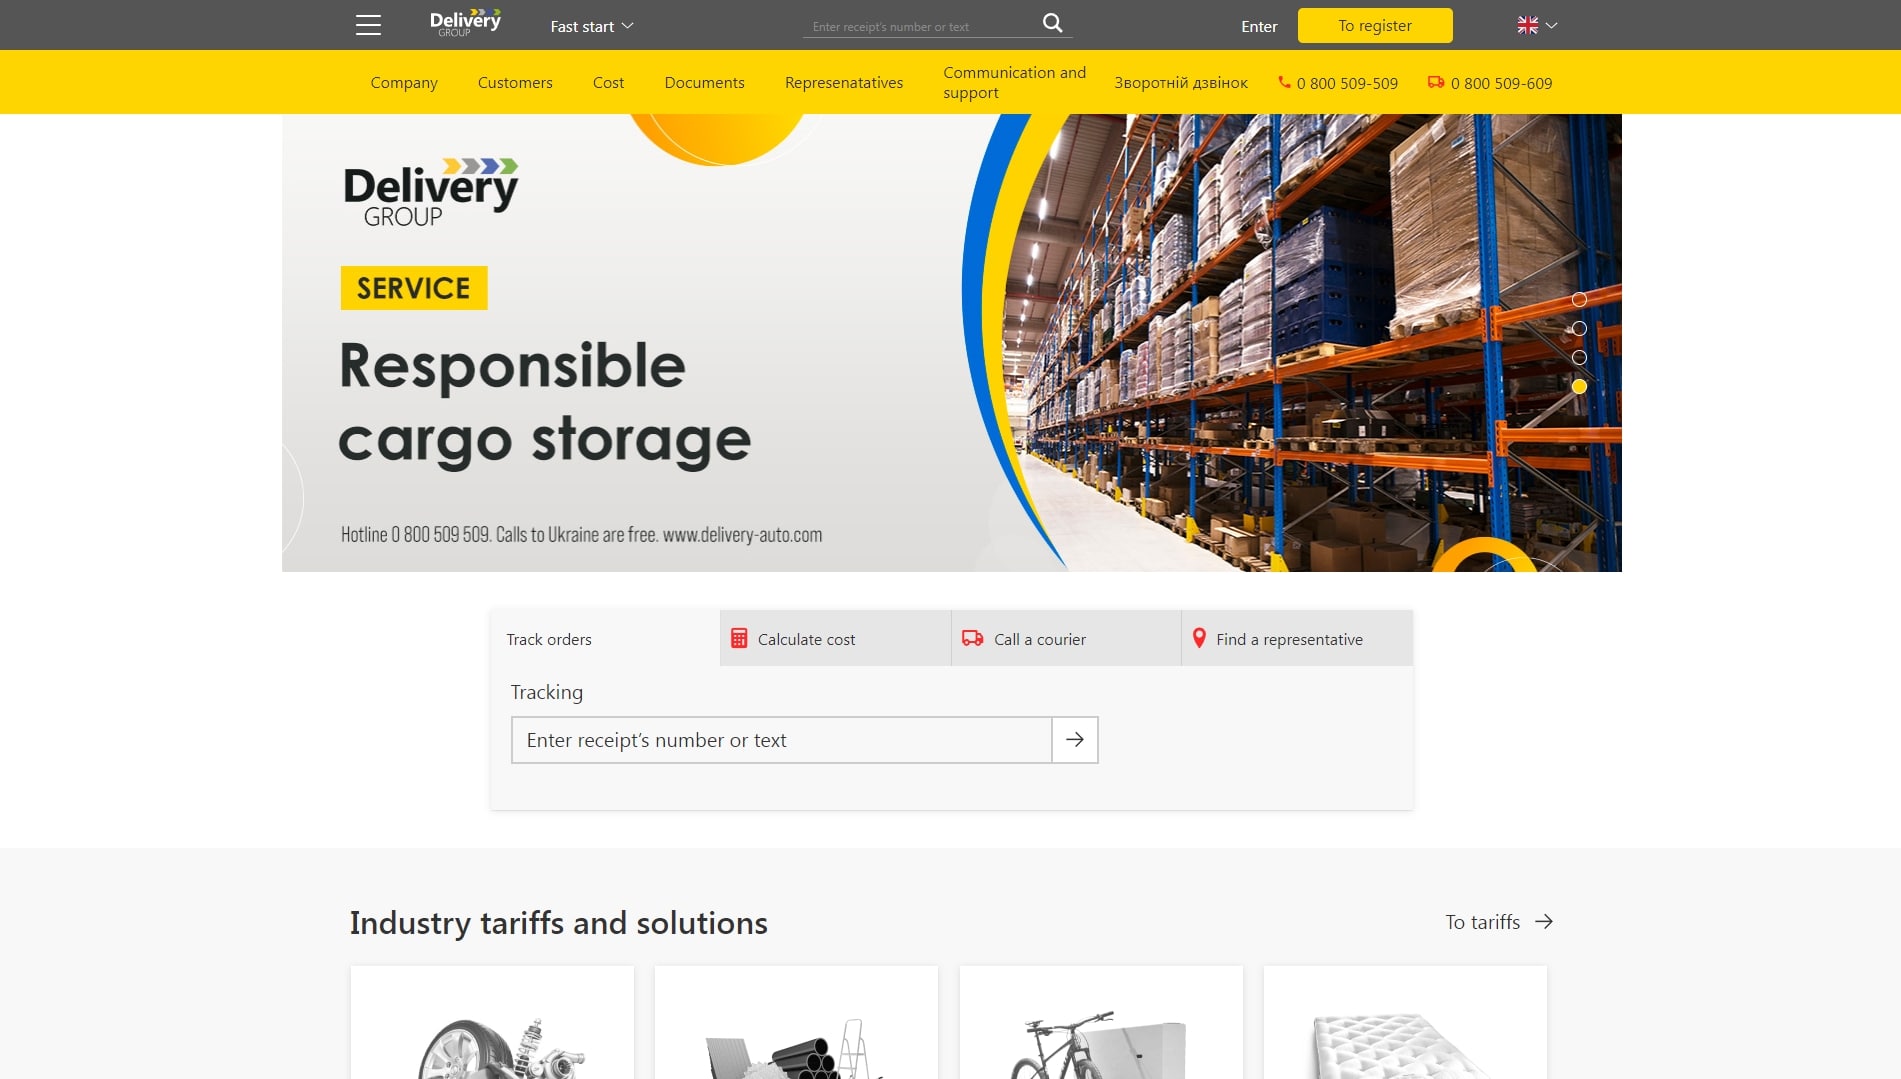 Delivery
GROUP
Fast start
Enter receipt's number or text
Enter
To register
Company
Customers
Cost
Documents
Represenatatives
Communication and
support
Зворотній дзвінок
0 800 509-509
0 800 509-609
Delivery
GROUP
SERVICE
Responsible
cargo storage
Hotline 0 800 509 509. Calls to Ukraine are free. www.delivery-auto.com
Track orders
Calculate cost
Call a courier
Find a representative
Tracking
Enter receipt's number or text
Industry tariffs and solutions
To tariffs